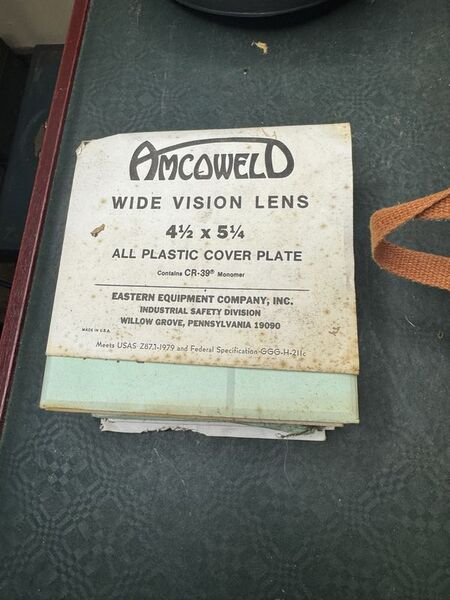 AMCOWELD
WIDE VISION LENS
4½ x 5¼
ALL PLASTIC COVER PLATE
Contains CR-39® Monomer
EASTERN EQUIPMENT COMPANY, INC.
INDUSTRIAL SAFETY DIVISION
WILLOW GROVE, PENNSYLVANIA 19090
MADE IN U.S.A.
Meets USAS Z87.1-1979 and Federal Specification GGG-H-211c